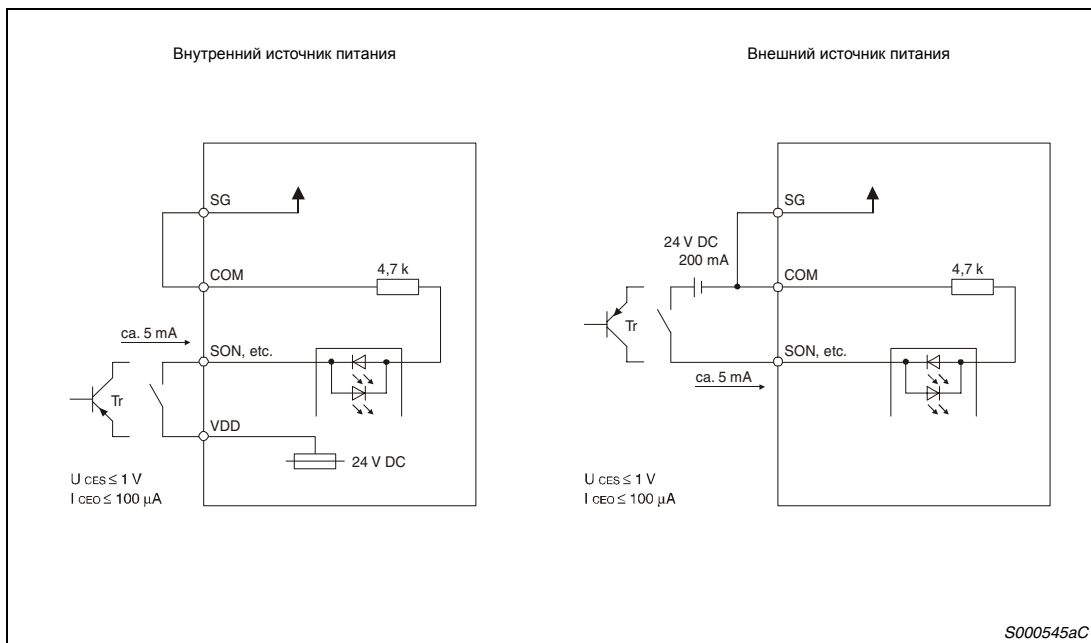 Внутренний источник питания
SG
COM
4,7 k
ca. 5 mA
SON, etc.
Tr
VDD
24 V DC
U CES ≤ 1 V
I CEO ≤ 100 µA
Внешний источник питания
SG
24 V DC
200 mA
COM
4,7 k
Tr
SON, etc.
ca. 5 mA
U CES ≤ 1 V
I CEO ≤ 100 µA
S000545aC